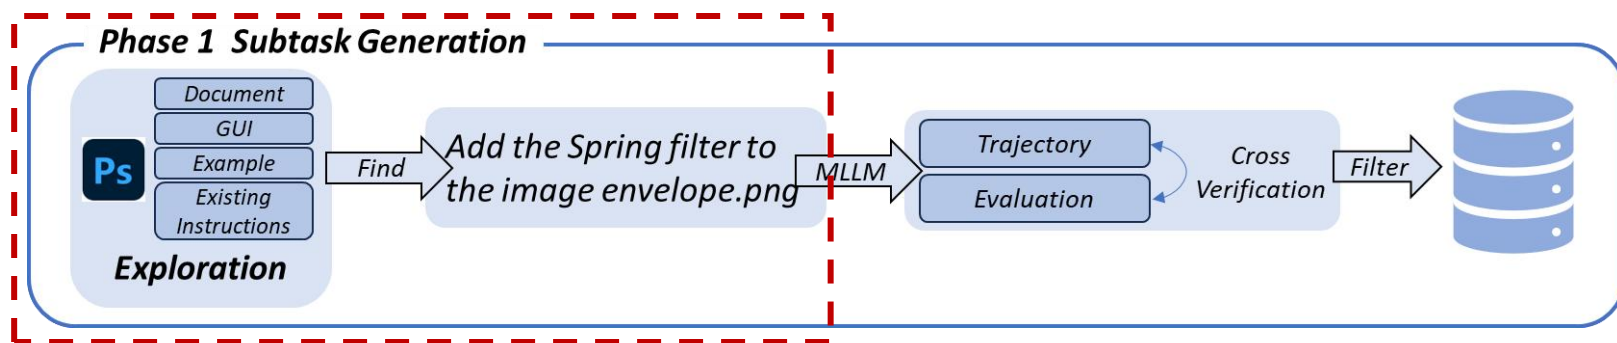 Phase 1 Subtask Generation
Document
GUI
Example
Existing
Instructions
Ps
Exploration
Find
Add the Spring filter to
the image envelope.png
MLLM
Trajectory
Evaluation
Cross
Verification
Filter